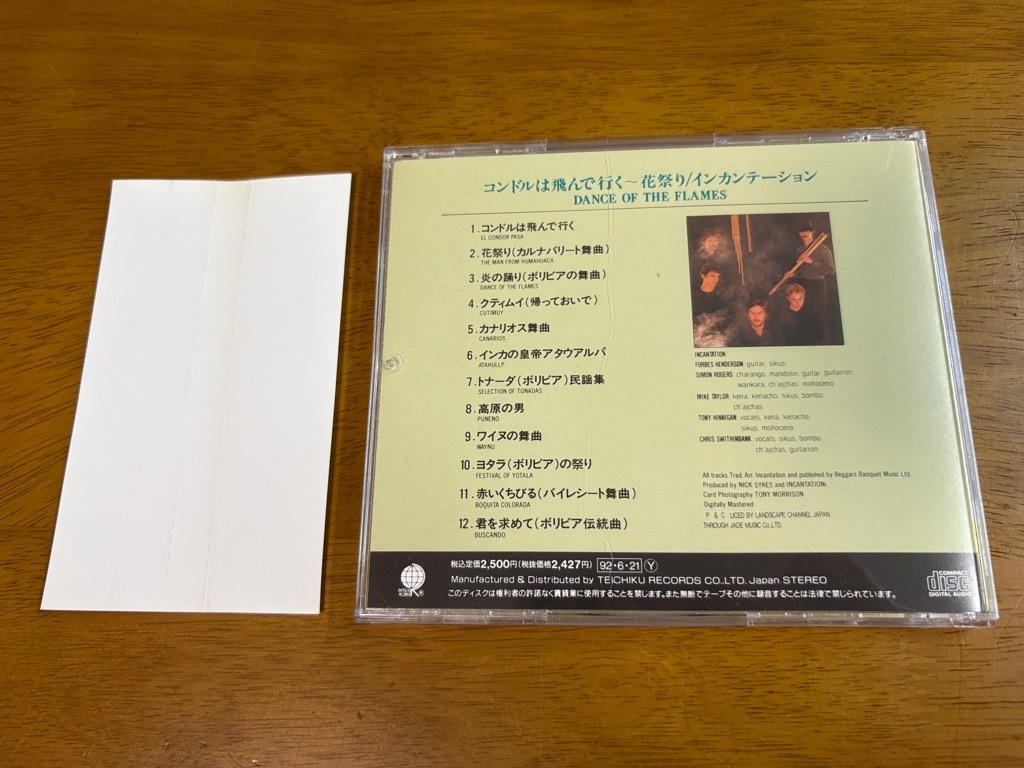 コンドルは飛んで行く〜花祭り/インカンテーション
DANCE OF THE FLAMES
1.コンドルは飛んで行く
EL CONDOR PASA
2.花祭り(カルナバリート舞曲)
THE MAN FROM HUMAHUACA
3.炎の踊り(ボリビアの舞曲)
DANCE OF THE FLAMES
4.クティムイ(帰っておいで)
CUTIMUY
5.カナリオス舞曲
CANARIOS
6.インカの皇帝アタウアルパ
ATAHULLP
7.トナーダ(ボリビア)民謡集
SELECTION OF TONADAS
8.高原の男
PUNENO
9.ワイヌの舞曲
WAYNU
10.ヨタラ(ボリビア)の祭り
FESTIVAL OF YOTALA
11.赤いくちびる(バイレシート舞曲)
BOQUITA COLORADA
12.君を求めて(ボリビア伝統曲)
BUSCANDO
INCANTATION
FORBES HENDERSON: guitar, sikus.
SIMON ROGERS: charango, mandolin, guitar, guitarron,
wankara, ch'ajchas, mohoceno.
MIKE TAYLOR: kena, kenacho, sikus, bombo,
ch'ajchas
TONY HINNIGAN: vocals, kena, kenacho,
sikus, mohoceno.
CHRIS SWITHINBANK: vocals, sikus, bombo,
ch'ajchas, guitarron
All tracks Trad. Arr. Incantation and published by Beggars Banquet Music Ltd.
Produced by NICK SYKES and INCANTATION
Card Photography TONY MORRISON
Digitally Mastered
P & C LICED BY LANDSCAPE CHANNEL JAPAN.
THROUGH JADE MUSIC Co.,LTD.
税込定価2,500円(税抜価格2,427円) 92・6・21 Y
Manufactured & Distributed by TEICHIKU RECORDS CO.,LTD. Japan STEREO
このディスクは権利者の許諾なく賃貸業に使用することを禁じます。また無断でテープその他に録音することは法律で禁じられています。
COMPACT
disc
DIGITAL AUDIO